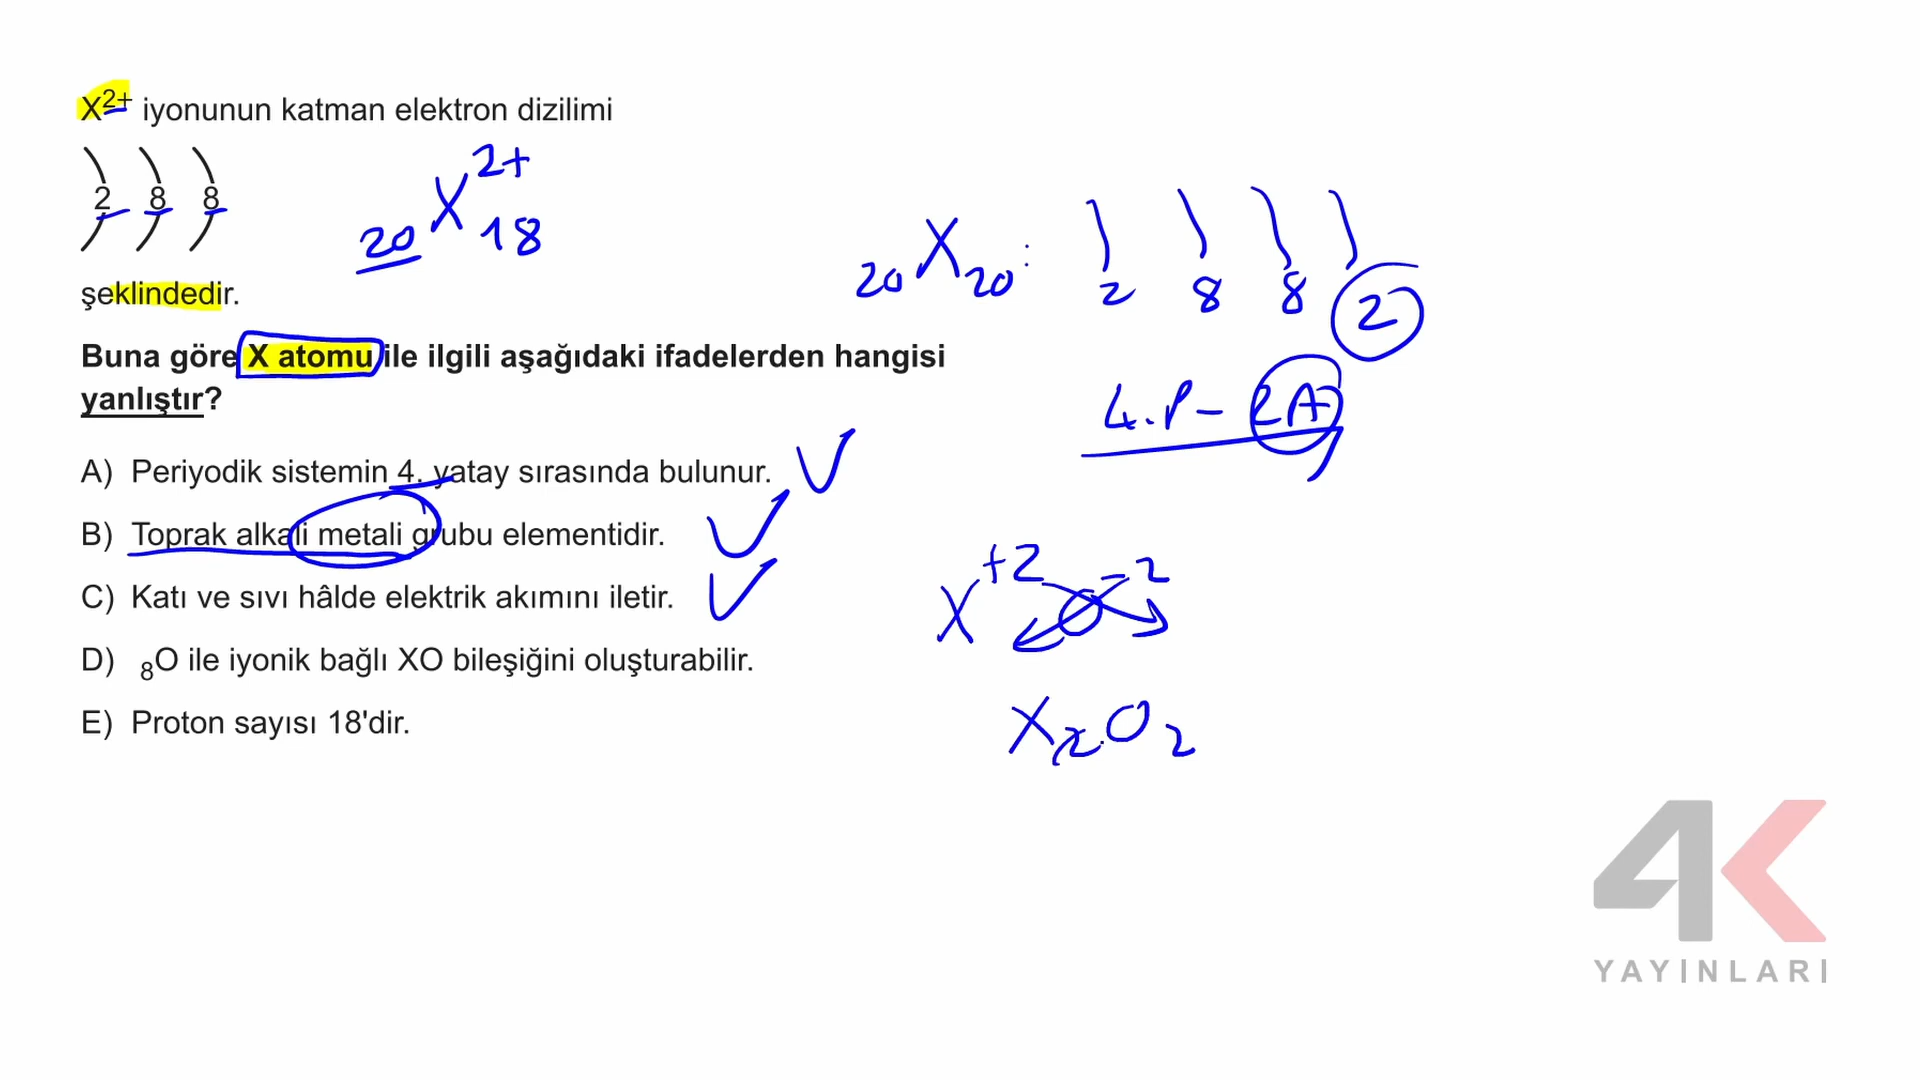 X²⁺ iyonunun katman elektron dizilimi
2 8 8
₂₀X²⁺₁₈
₂₀X₂₀: 2 8 8 2
şeklindedir.
Buna göre X atomu ile ilgili aşağıdaki ifadelerden hangisi
yanlıştır?
4.P - 2A
A) Periyodik sistemin 4. yatay sırasında bulunur.
B) Toprak alkali metali grubu elementidir.
C) Katı ve sıvı hâlde elektrik akımını iletir.
D) ₈O ile iyonik bağlı XO bileşiğini oluşturabilir.
E) Proton sayısı 18'dir.
X⁺² O⁻²
X₂O₂
4K
YAYINLARI